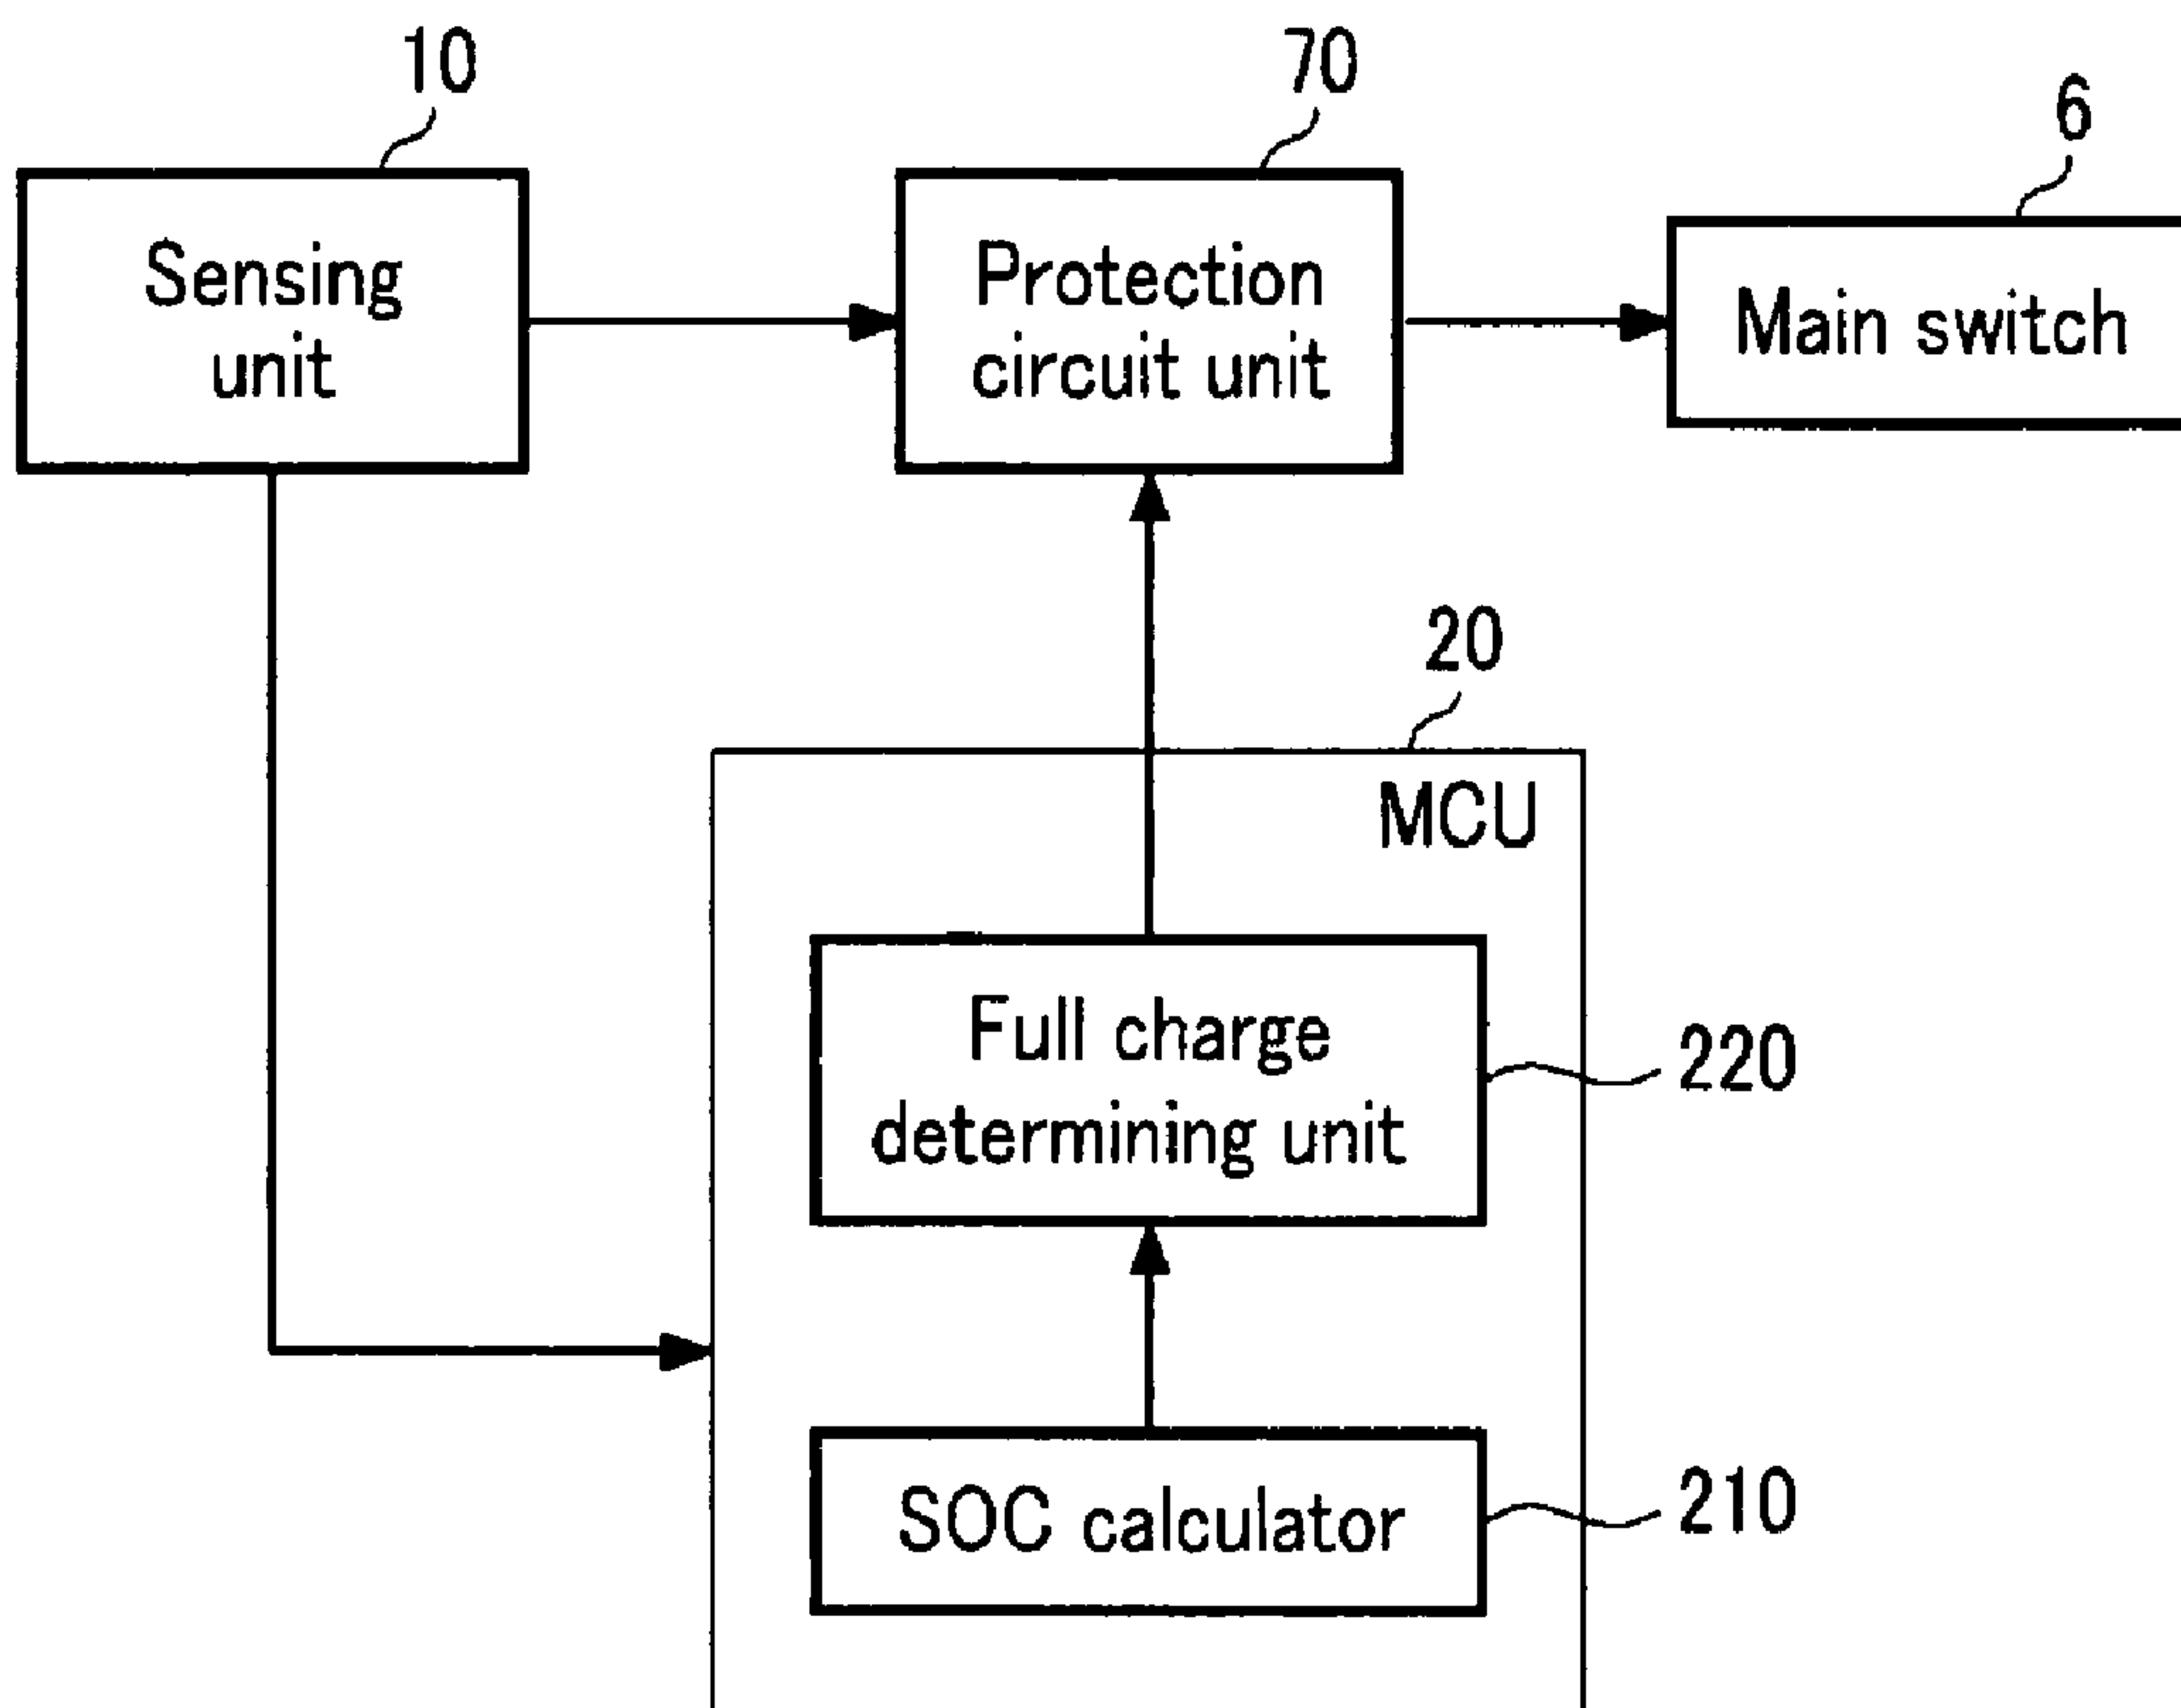 10
70
6
Sensing
unit
Protection
circuit unit
Main switch
20
MCU
Full charge
determining unit
220
SOC calculator
210